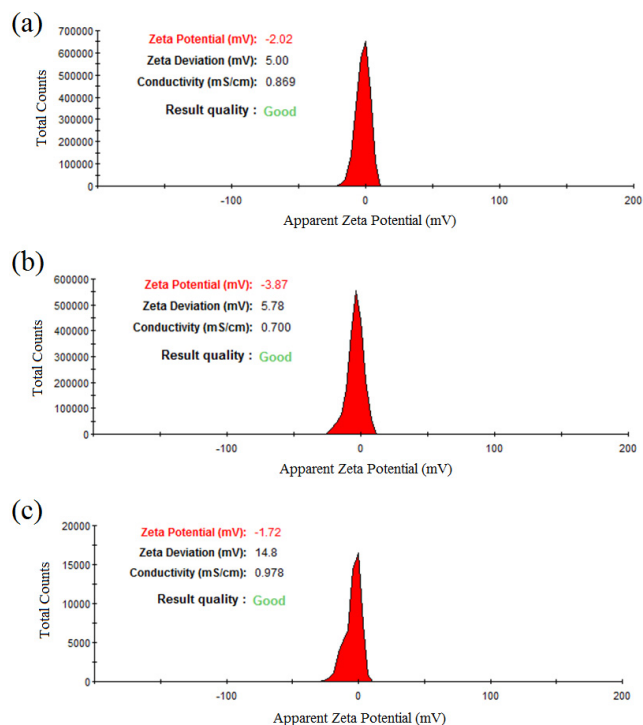 (a)
Zeta Potential (mV): -2.02
Zeta Deviation (mV): 5.00
Conductivity (mS/cm): 0.869
Result quality : Good
Total Counts
700000
600000
500000
400000
300000
200000
100000
0
-100 0 100 200
Apparent Zeta Potential (mV)
(b)
Zeta Potential (mV): -3.87
Zeta Deviation (mV): 5.78
Conductivity (mS/cm): 0.700
Result quality : Good
Total Counts
600000
500000
400000
300000
200000
100000
0
-100 0 100 200
Apparent Zeta Potential (mV)
(c)
Zeta Potential (mV): -1.72
Zeta Deviation (mV): 14.8
Conductivity (mS/cm): 0.978
Result quality : Good
Total Counts
20000
15000
10000
5000
0
-100 0 100 200
Apparent Zeta Potential (mV)